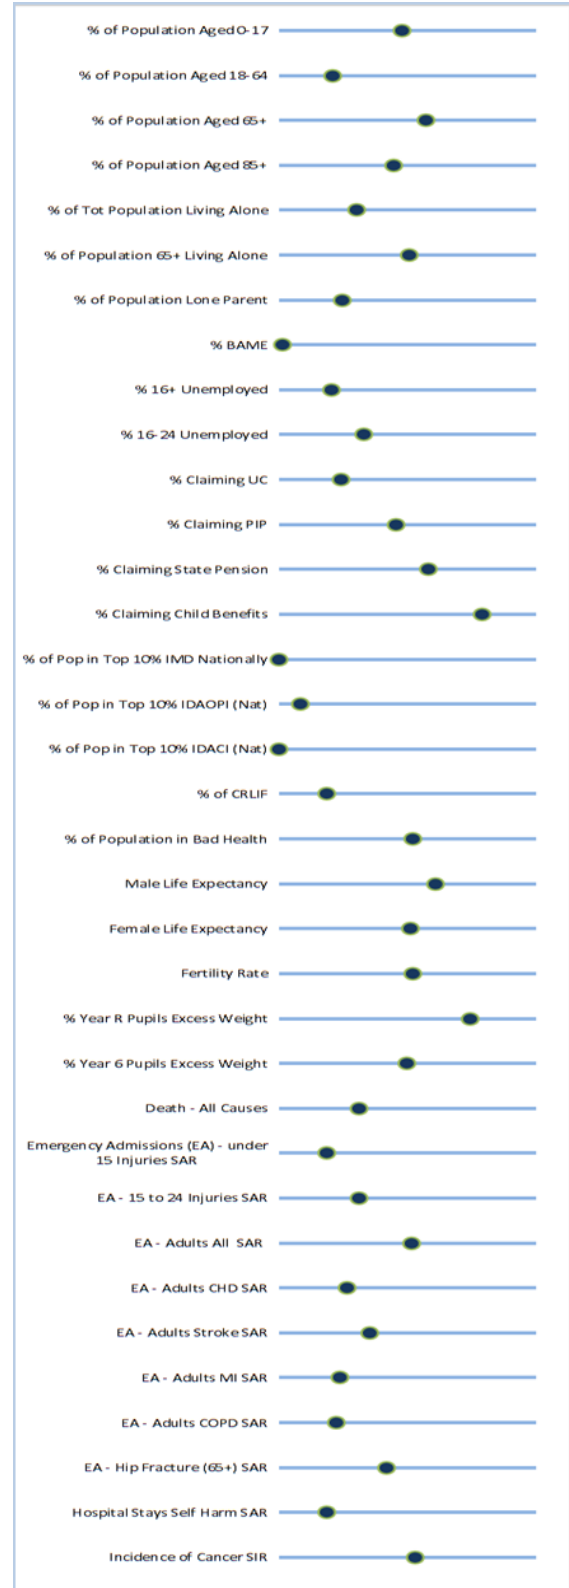 % of Population Aged 0-17
% of Population Aged 18-64
% of Population Aged 65+
% of Population Aged 85+
% of Tot Population Living Alone
% of Population 65+ Living Alone
% of Population Lone Parent
% BAME
% 16+ Unemployed
% 16-24 Unemployed
% Claiming UC
% Claiming PIP
% Claiming State Pension
% Claiming Child Benefits
% of Pop in Top 10% IMD Nationally
% of Pop in Top 10% IDAOPI (Nat)
% of Pop in Top 10% IDACI (Nat)
% of CRLIF
% of Population in Bad Health
Male Life Expectancy
Female Life Expectancy
Fertility Rate
% Year R Pupils Excess Weight
% Year 6 Pupils Excess Weight
Death - All Causes
Emergency Admissions (EA) - under
15 Injuries SAR
EA - 15 to 24 Injuries SAR
EA - Adults All SAR
EA - Adults CHD SAR
EA - Adults Stroke SAR
EA - Adults MI SAR
EA - Adults COPD SAR
EA - Hip Fracture (65+) SAR
Hospital Stays Self Harm SAR
Incidence of Cancer SIR